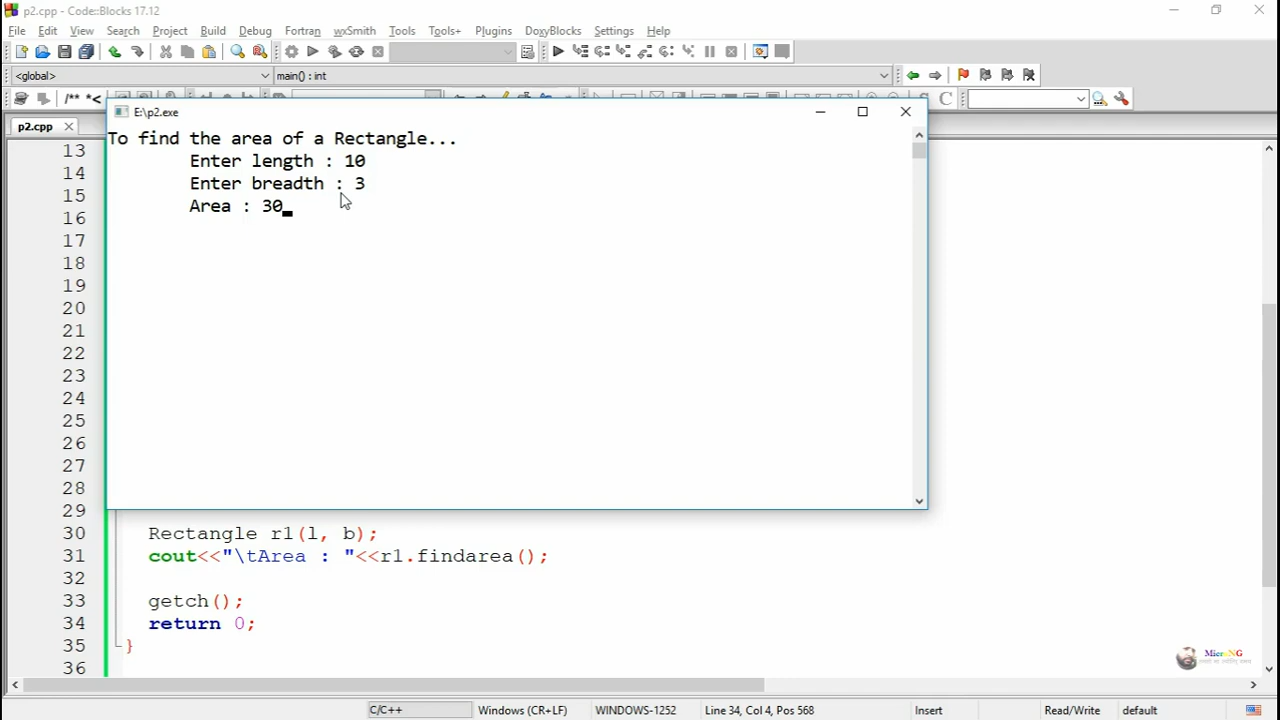 p2.cpp - Code::Blocks 17.12
File Edit View Search Project Build Debug Fortran wxSmith Tools Tools+ Plugins DoxyBlocks Settings Help
<global> main() : int
/** *<
E:\p2.exe
p2.cpp
To find the area of a Rectangle...
Enter length : 10
Enter breadth : 3
Area : 30
13
14
15
16
17
18
19
20
21
22
23
24
25
26
27
28
29
30 Rectangle r1(l, b);
31 cout<<"\tArea : "<<r1.findarea();
32
33 getch();
34 return 0;
35 }
36
MicroNG
C/C++ Windows (CR+LF) WINDOWS-1252 Line 34, Col 4, Pos 568 Insert Read/Write default